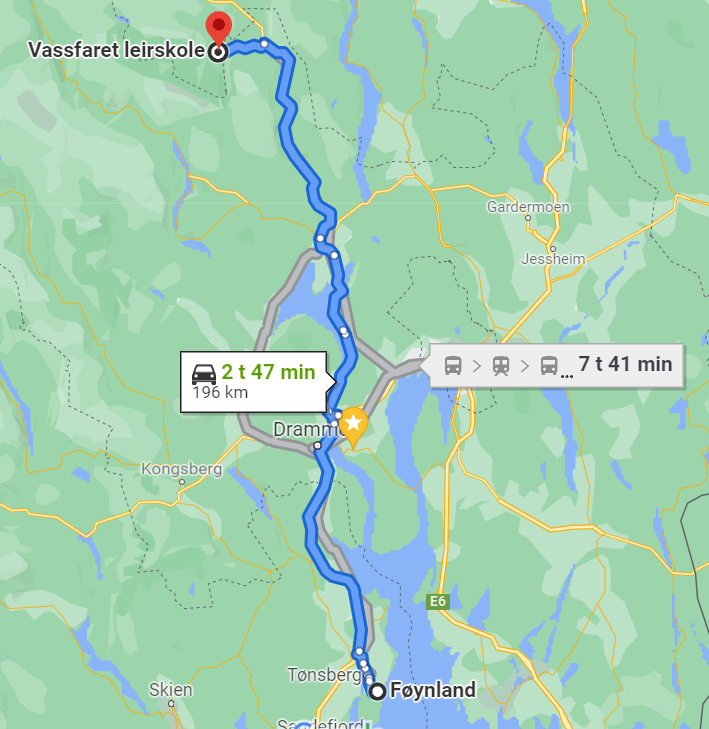 Vassfaret leirskole
Gardermoen
Jessheim
2 t 47 min
196 km
7 t 41 min
Kongsberg
E6
Tønsberg
Føynland
Skien